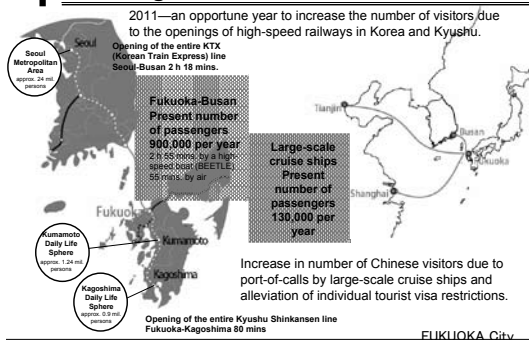 2011—an opportune year to increase the number of visitors due
to the openings of high-speed railways in Korea and Kyushu.
Seoul
Metropolitan
Area
approx. 24 mil.
persons
Seoul
Opening of the entire KTX
(Korean Train Express) line
Seoul-Busan 2 h 18 mins.
Fukuoka-Busan
Present number
of passengers
900,000 per year
2 h 55 mins. by a high-
speed boat (BEETLE)
55 mins. by air
Large-scale
cruise ships
Present
number of
passengers
130,000 per
year
Tianjin
Busan
Fukuoka
Shanghai
Fukuoka
Kumamoto
Daily Life
Sphere
approx. 1.24 mil.
persons
Kumamoto
Kagoshima
Kagoshima
Daily Life
Sphere
approx. 0.9 mil.
persons
Increase in number of Chinese visitors due to
port-of-calls by large-scale cruise ships and
alleviation of individual tourist visa restrictions.
Opening of the entire Kyushu Shinkansen line
Fukuoka-Kagoshima 80 mins
FUKUOKA City